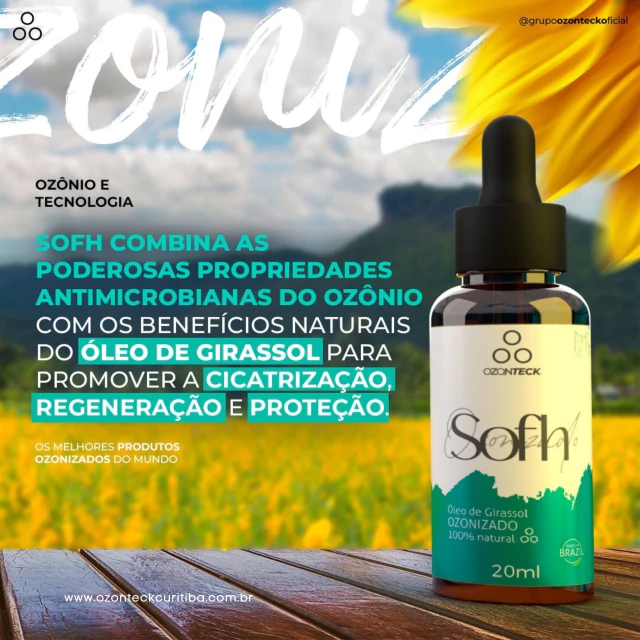 @grupoozonteckoficial
zoniz
OZÔNIO E
TECNOLOGIA
SOFH COMBINA AS
PODEROSAS PROPRIEDADES
ANTIMICROBIANAS DO OZÔNIO
COM OS BENEFÍCIOS NATURAIS
DO ÓLEO DE GIRASSOL PARA
PROMOVER A CICATRIZAÇÃO,
REGENERAÇÃO E PROTEÇÃO.
OS MELHORES PRODUTOS
OZONIZADOS DO MUNDO
OZONTECK
Ozonizado
Sofh
Óleo de Girassol
OZONIZADO
100% natural
BRAZIL
20ml
www.ozonteckcuritiba.com.br